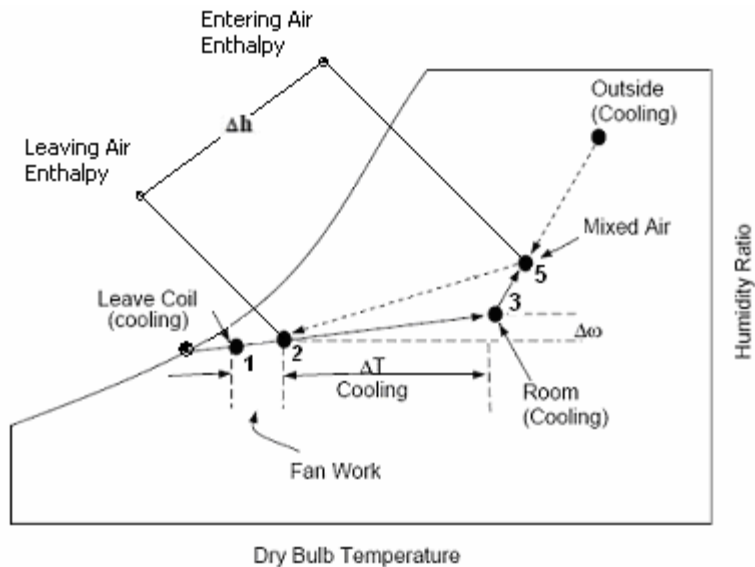 Entering Air
Enthalpy
Outside
(Cooling)
Δh
Leaving Air
Enthalpy
Mixed Air
5
Leave Coil
(cooling)
3
1
2
Δω
ΔT
Cooling
Room
(Cooling)
Fan Work
Humidity Ratio
Dry Bulb Temperature